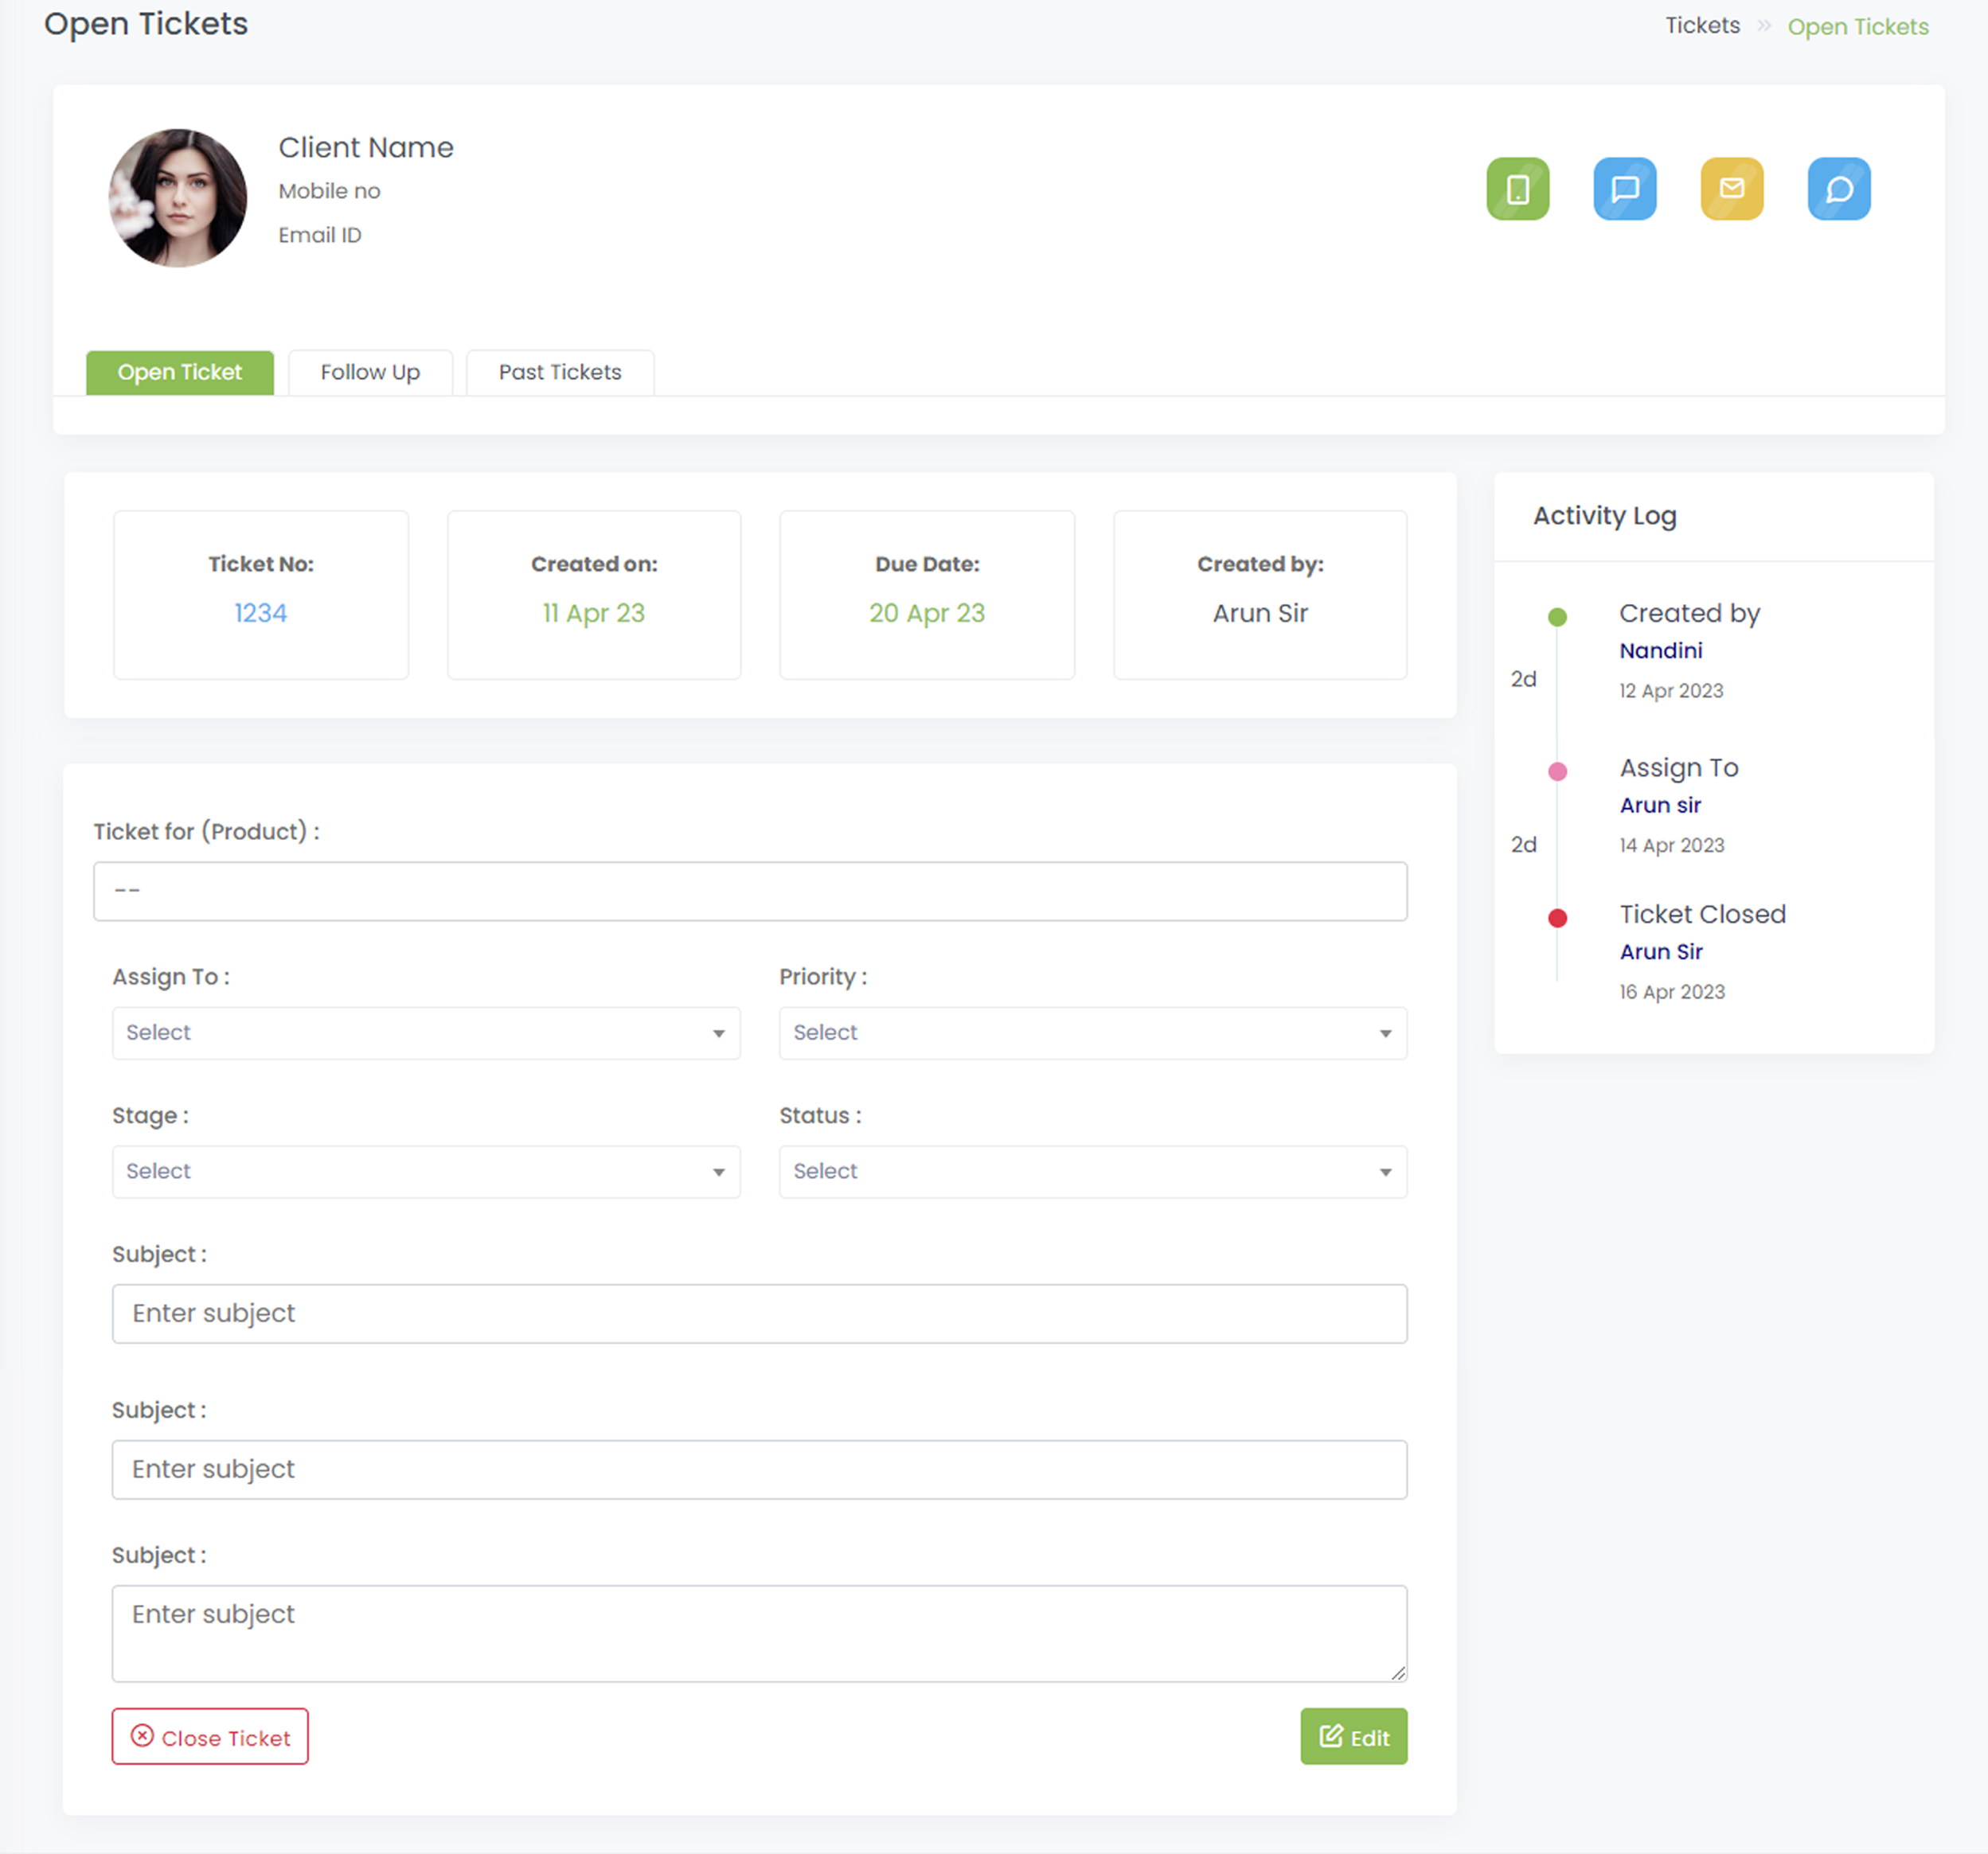 Open Tickets
Tickets » Open Tickets
Client Name
Mobile no
Email ID
Open Ticket
Follow Up
Past Tickets
Ticket No:
1234
Created on:
11 Apr 23
Due Date:
20 Apr 23
Created by:
Arun Sir
Ticket for (Product) :
--
Assign To :
Select
Priority :
Select
Stage :
Select
Status :
Select
Subject :
Enter subject
Subject :
Enter subject
Subject :
Enter subject
Close Ticket
Edit
Activity Log
Created by
Nandini
12 Apr 2023
2d
Assign To
Arun sir
14 Apr 2023
2d
Ticket Closed
Arun Sir
16 Apr 2023